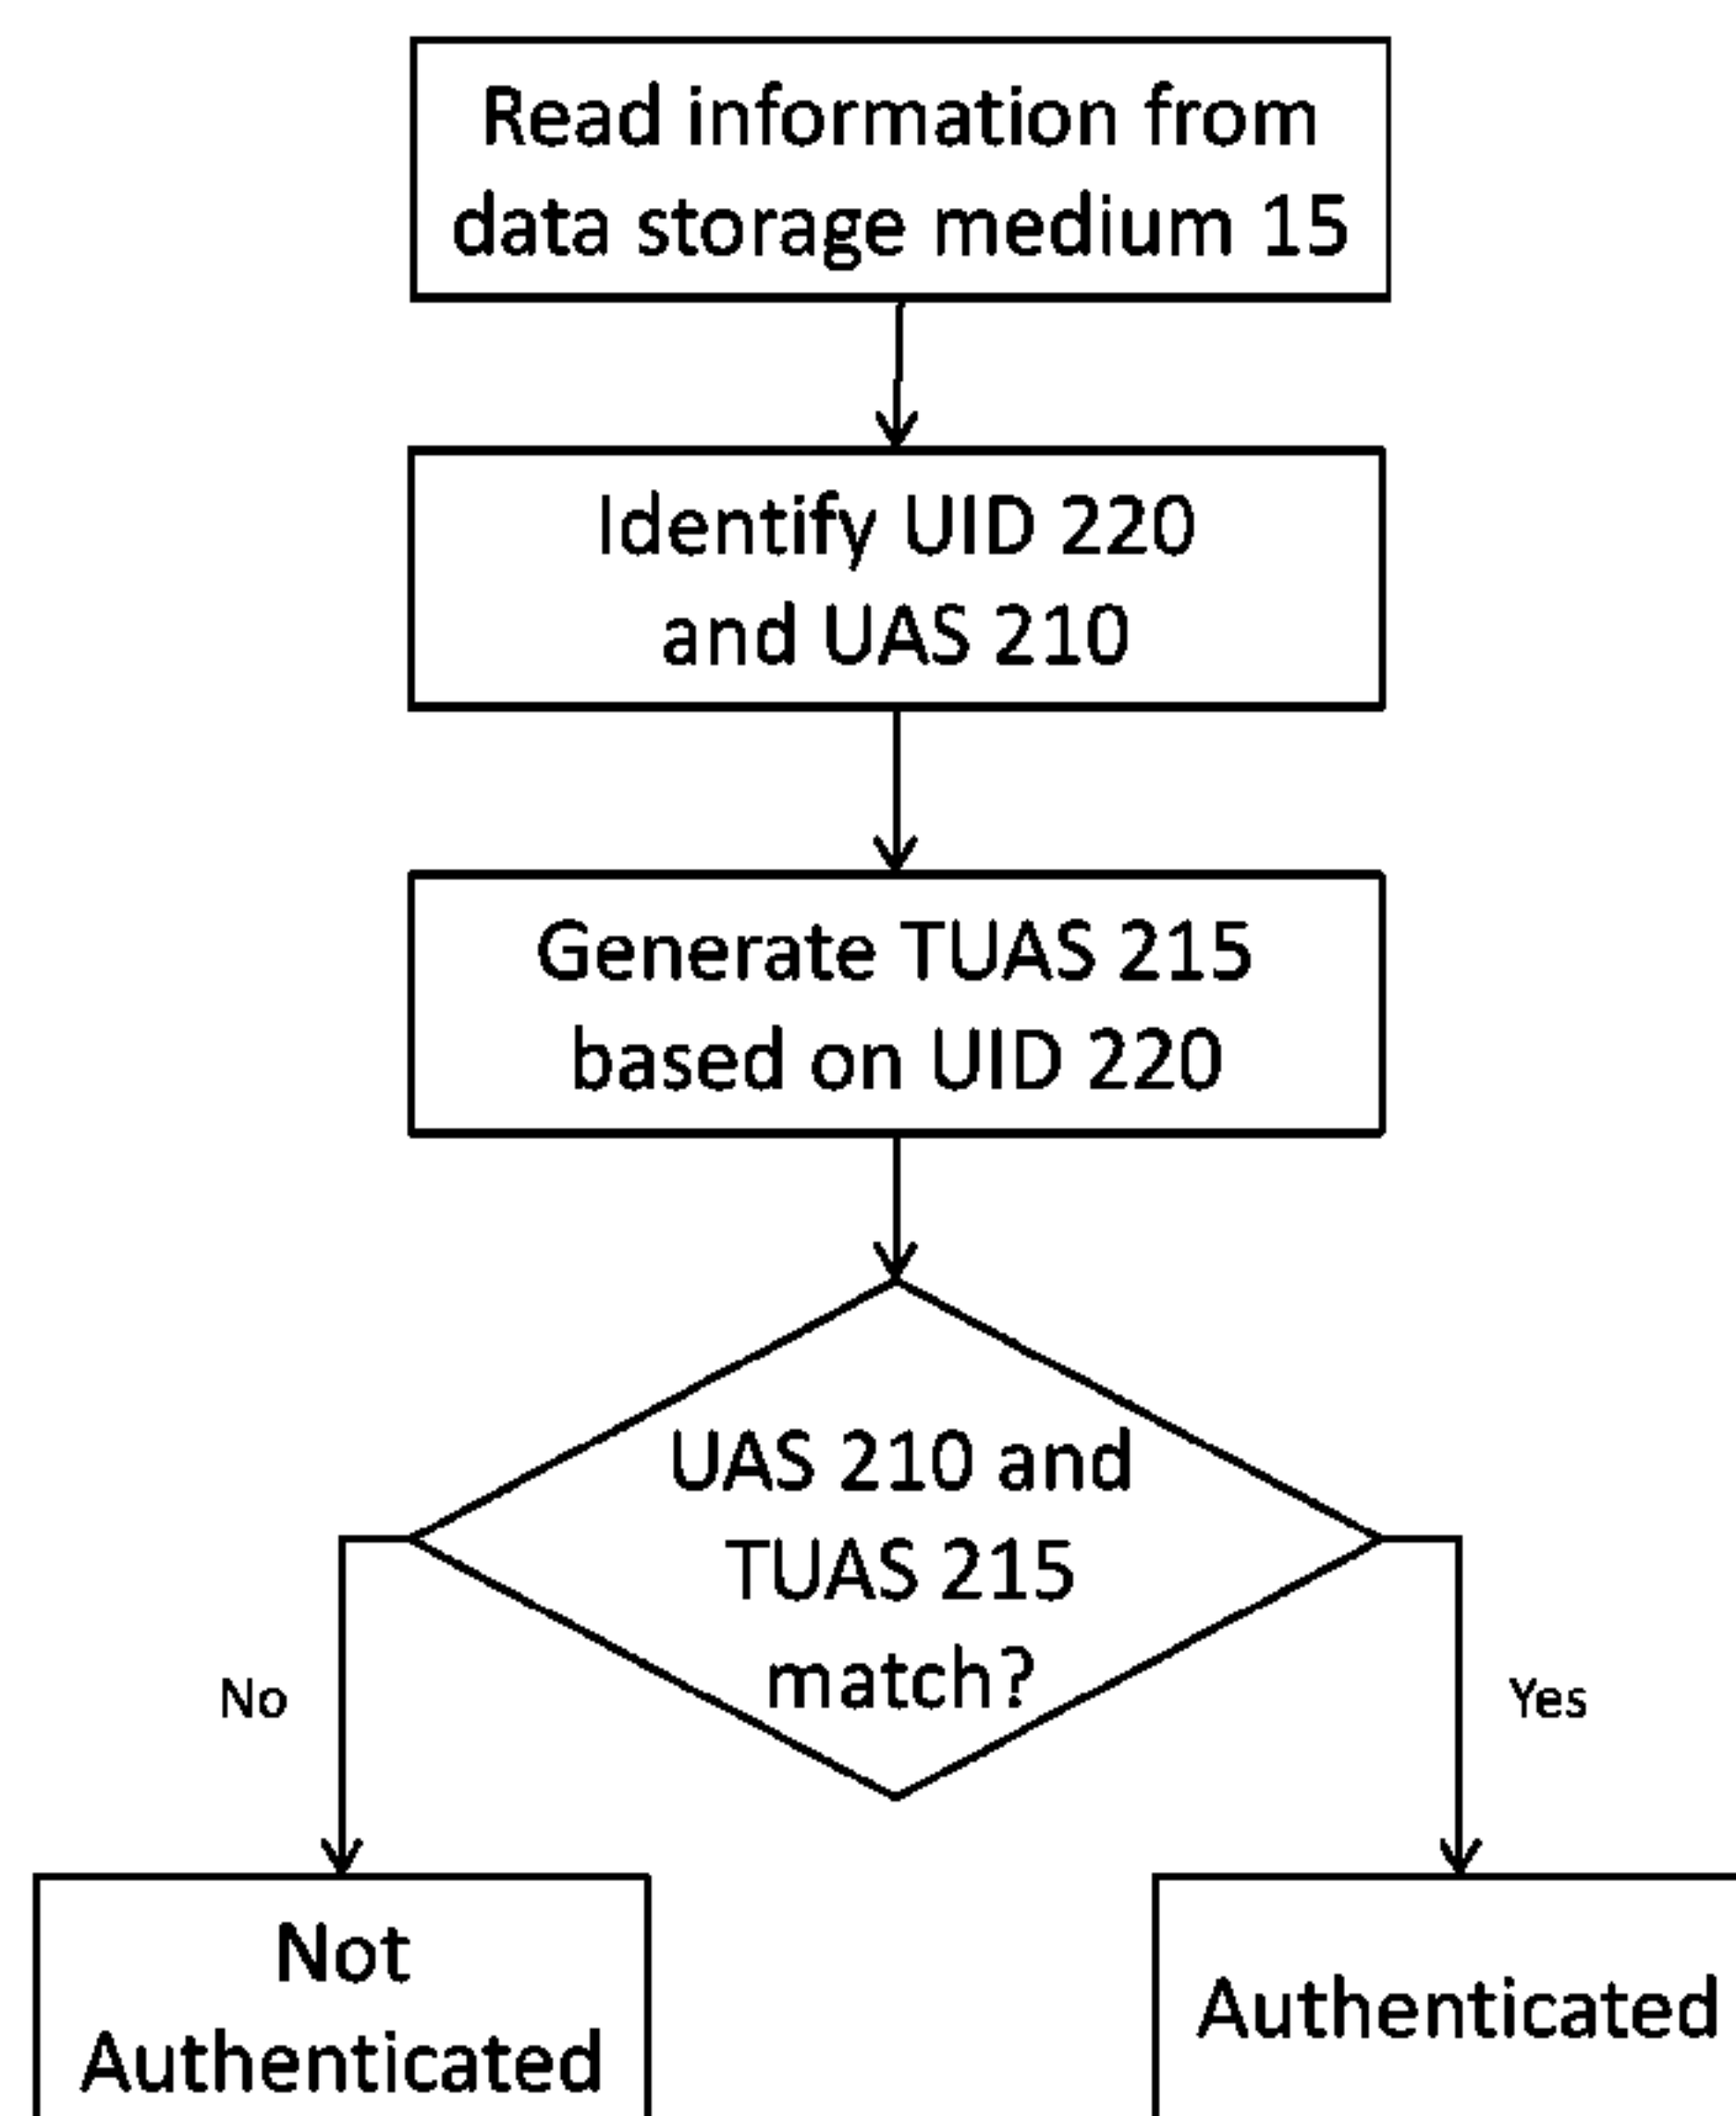 Read information from
data storage medium 15
Identify UID 220
and UAS 210
Generate TUAS 215
based on UID 220
UAS 210 and
TUAS 215
match?
No
Yes
Not
Authenticated
Authenticated